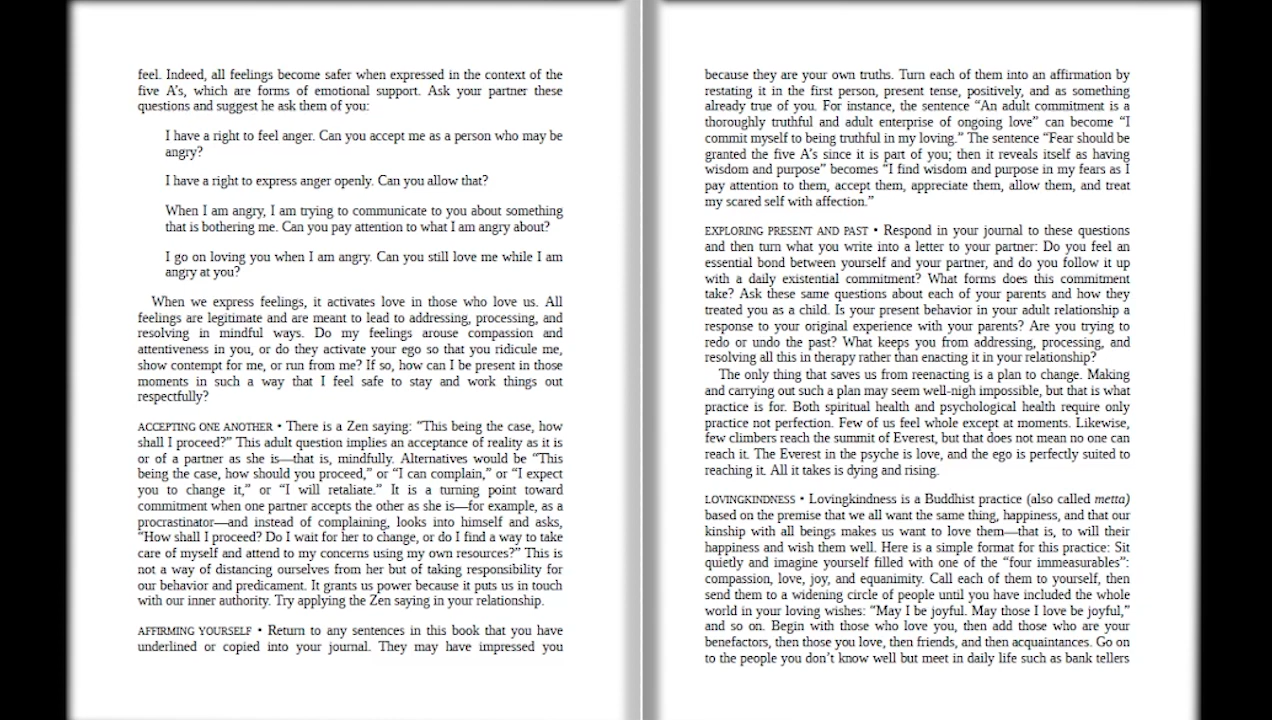 feel. Indeed, all feelings become safer when expressed in the context of the
five A’s, which are forms of emotional support. Ask your partner these
questions and suggest he ask them of you:
I have a right to feel anger. Can you accept me as a person who may be
angry?
I have a right to express anger openly. Can you allow that?
When I am angry, I am trying to communicate to you about something
that is bothering me. Can you pay attention to what I am angry about?
I go on loving you when I am angry. Can you still love me while I am
angry at you?
When we express feelings, it activates love in those who love us. All
feelings are legitimate and are meant to lead to addressing, processing, and
resolving in mindful ways. Do my feelings arouse compassion and
attentiveness in you, or do they activate your ego so that you ridicule me,
show contempt for me, or run from me? If so, how can I be present in those
moments in such a way that I feel safe to stay and work things out
respectfully?
ACCEPTING ONE ANOTHER • There is a Zen saying: “This being the case, how
shall I proceed?” This adult question implies an acceptance of reality as it is
or of a partner as she is—that is, mindfully. Alternatives would be “This
being the case, how should you proceed,” or “I can complain,” or “I expect
you to change it,” or “I will retaliate.” It is a turning point toward
commitment when one partner accepts the other as she is—for example, as a
procrastinator—and instead of complaining, looks into himself and asks,
“How shall I proceed? Do I wait for her to change, or do I find a way to take
care of myself and attend to my concerns using my own resources?” This is
not a way of distancing ourselves from her but of taking responsibility for
our behavior and predicament. It grants us power because it puts us in touch
with our inner authority. Try applying the Zen saying in your relationship.
AFFIRMING YOURSELF • Return to any sentences in this book that you have
underlined or copied into your journal. They may have impressed you
because they are your own truths. Turn each of them into an affirmation by
restating it in the first person, present tense, positively, and as something
already true of you. For instance, the sentence “An adult commitment is a
thoroughly truthful and adult enterprise of ongoing love” can become “I
commit myself to being truthful in my loving.” The sentence “Fear should be
granted the five A’s since it is part of you; then it reveals itself as having
wisdom and purpose” becomes “I find wisdom and purpose in my fears as I
pay attention to them, accept them, appreciate them, allow them, and treat
my scared self with affection.”
EXPLORING PRESENT AND PAST • Respond in your journal to these questions
and then turn what you write into a letter to your partner: Do you feel an
essential bond between yourself and your partner, and do you follow it up
with a daily existential commitment? What forms does this commitment
take? Ask these same questions about each of your parents and how they
treated you as a child. Is your present behavior in your adult relationship a
response to your original experience with your parents? Are you trying to
redo or undo the past? What keeps you from addressing, processing, and
resolving all this in therapy rather than enacting it in your relationship?
The only thing that saves us from reenacting is a plan to change. Making
and carrying out such a plan may seem well-nigh impossible, but that is what
practice is for. Both spiritual health and psychological health require only
practice not perfection. Few of us feel whole except at moments. Likewise,
few climbers reach the summit of Everest, but that does not mean no one can
reach it. The Everest in the psyche is love, and the ego is perfectly suited to
reaching it. All it takes is dying and rising.
LOVINGKINDNESS • Lovingkindness is a Buddhist practice (also called metta)
based on the premise that we all want the same thing, happiness, and that our
kinship with all beings makes us want to love them—that is, to will their
happiness and wish them well. Here is a simple format for this practice: Sit
quietly and imagine yourself filled with one of the “four immeasurables”:
compassion, love, joy, and equanimity. Call each of them to yourself, then
send them to a widening circle of people until you have included the whole
world in your loving wishes: “May I be joyful. May those I love be joyful,”
and so on. Begin with those who love you, then add those who are your
benefactors, then those you love, then friends, and then acquaintances. Go on
to the people you don’t know well but meet in daily life such as bank tellers